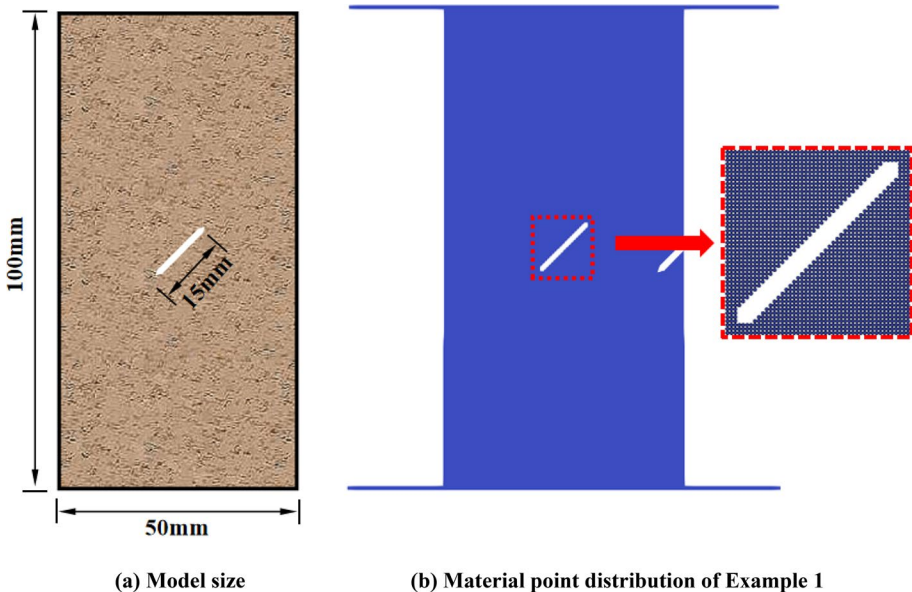 100mm
15mm
50mm
(a) Model size
(b) Material point distribution of Example 1